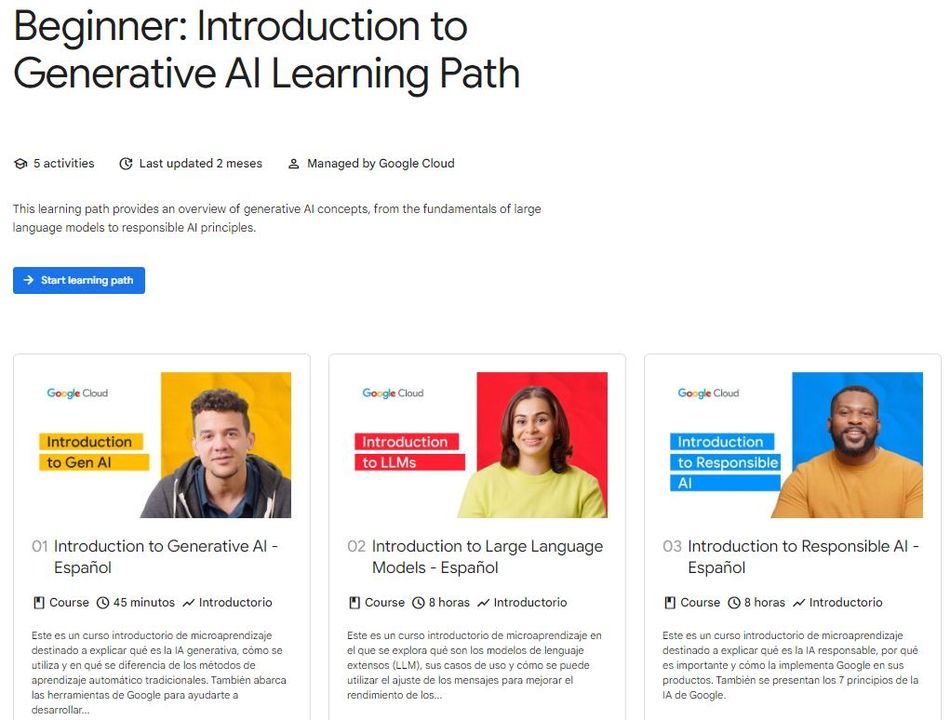 Beginner: Introduction to
Generative AI Learning Path
5 activities Last updated 2 meses Managed by Google Cloud
This learning path provides an overview of generative AI concepts, from the fundamentals of large
language models to responsible AI principles.
Start learning path
Google Cloud
Introduction
to Gen AI
01 Introduction to Generative AI -
Español
Course 45 minutos Introductorio
Este es un curso introductorio de microaprendizaje
destinado a explicar qué es la IA generativa, cómo se
utiliza y en qué se diferencia de los métodos de
aprendizaje automático tradicionales. También abarca
las herramientas de Google para ayudarte a
desarrollar...
Google Cloud
Introduction
to LLMs
02 Introduction to Large Language
Models - Español
Course 8 horas Introductorio
Este es un curso introductorio de microaprendizaje en
el que se explora qué son los modelos de lenguaje
extensos (LLM), sus casos de uso y cómo se puede
utilizar el ajuste de los mensajes para mejorar el
rendimiento de los...
Google Cloud
Introduction
to Responsible
AI
03 Introduction to Responsible AI -
Español
Course 8 horas Introductorio
Este es un curso introductorio de microaprendizaje
destinado a explicar qué es la IA responsable, por qué
es importante y cómo la implementa Google en sus
productos. También se presentan los 7 principios de la
IA de Google.